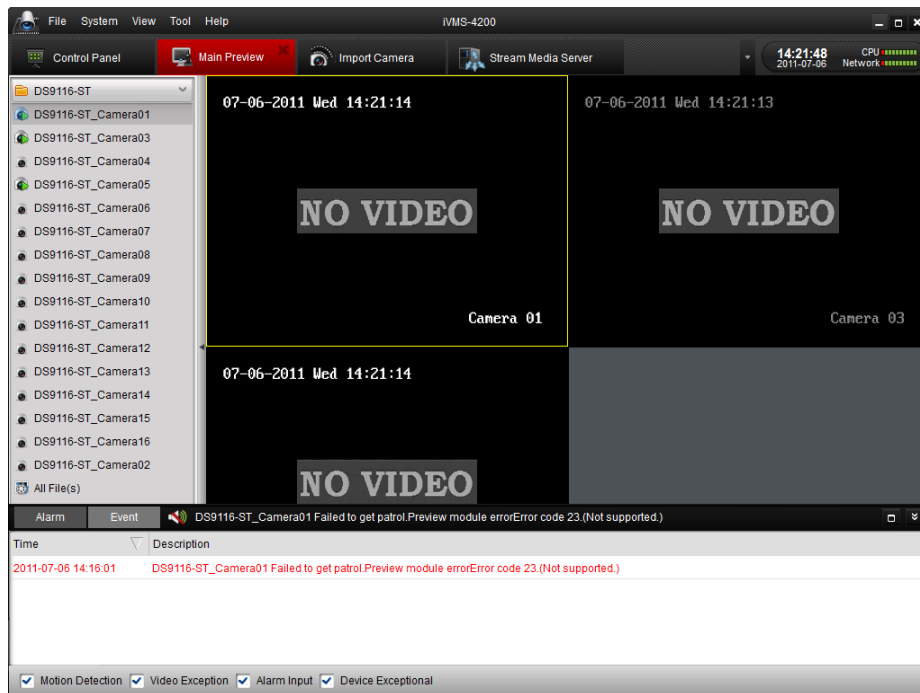 File System View Tool Help iVMS-4200
Control Panel Main Preview Import Camera Stream Media Server 14:21:48 2011-07-06 CPU Network
DS9116-ST
DS9116-ST_Camera01
DS9116-ST_Camera03
DS9116-ST_Camera04
DS9116-ST_Camera05
DS9116-ST_Camera06
DS9116-ST_Camera07
DS9116-ST_Camera08
DS9116-ST_Camera09
DS9116-ST_Camera10
DS9116-ST_Camera11
DS9116-ST_Camera12
DS9116-ST_Camera13
DS9116-ST_Camera14
DS9116-ST_Camera15
DS9116-ST_Camera16
DS9116-ST_Camera02
All File(s)
07-06-2011 Wed 14:21:14
NO VIDEO
Camera 01
07-06-2011 Wed 14:21:13
NO VIDEO
Camera 03
07-06-2011 Wed 14:21:14
NO VIDEO
Alarm Event DS9116-ST_Camera01 Failed to get patrol.Preview module errorError code 23.(Not supported.)
Time Description
2011-07-06 14:16:01 DS9116-ST_Camera01 Failed to get patrol.Preview module errorError code 23.(Not supported.)
Motion Detection Video Exception Alarm Input Device Exceptional